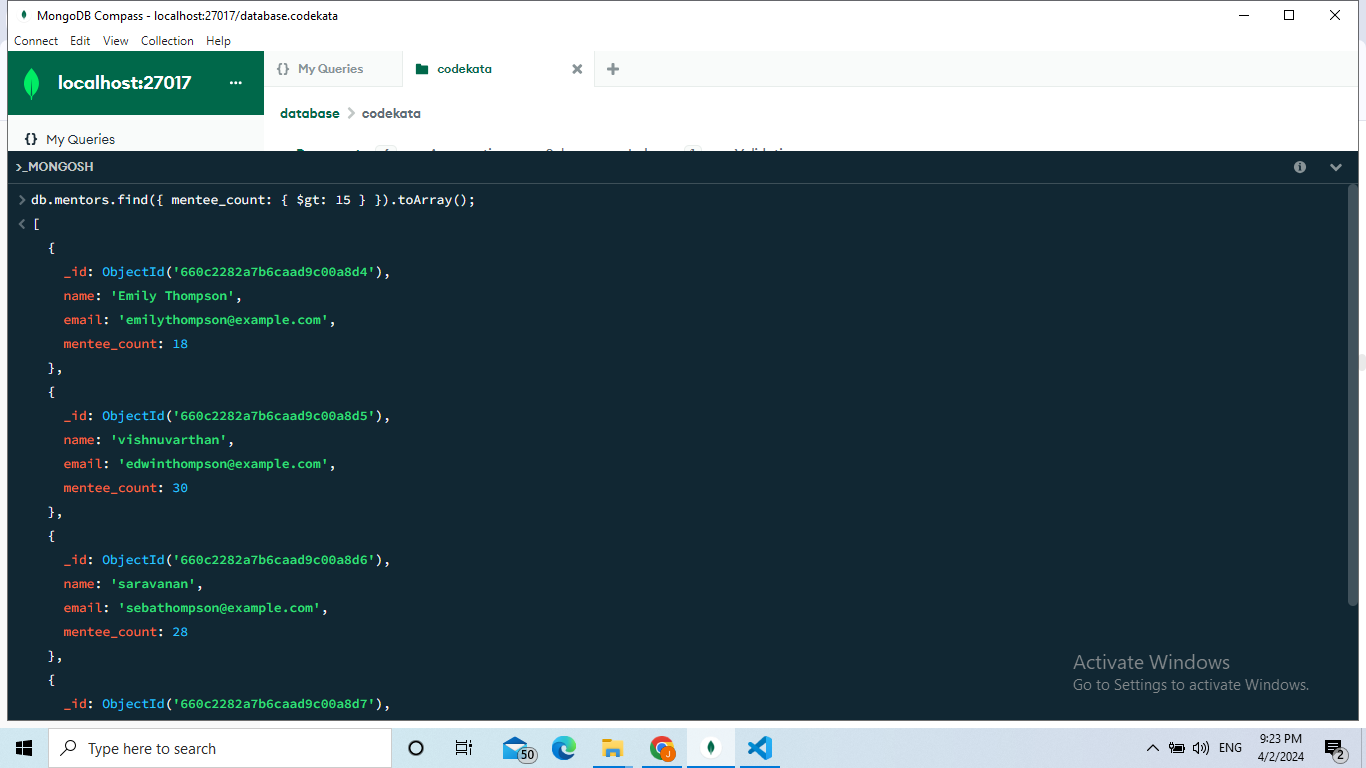 MongoDB Compass - localhost:27017/database.codekata
Connect Edit View Collection Help
localhost:27017 ...
{} My Queries
codekata
database > codekata
{} My Queries
>_MONGOSH
> db.mentors.find({ mentee_count: { $gt: 15 } }).toArray();
< [
{
_id: ObjectId('660c2282a7b6caad9c00a8d4'),
name: 'Emily Thompson',
email: 'emilythompson@example.com',
mentee_count: 18
},
{
_id: ObjectId('660c2282a7b6caad9c00a8d5'),
name: 'vishnuvarthan',
email: 'edwinthompson@example.com',
mentee_count: 30
},
{
_id: ObjectId('660c2282a7b6caad9c00a8d6'),
name: 'saravanan',
email: 'sebathompson@example.com',
mentee_count: 28
},
{
_id: ObjectId('660c2282a7b6caad9c00a8d7'),
Activate Windows
Go to Settings to activate Windows.
Type here to search
50
J
ENG
9:23 PM
4/2/2024
2